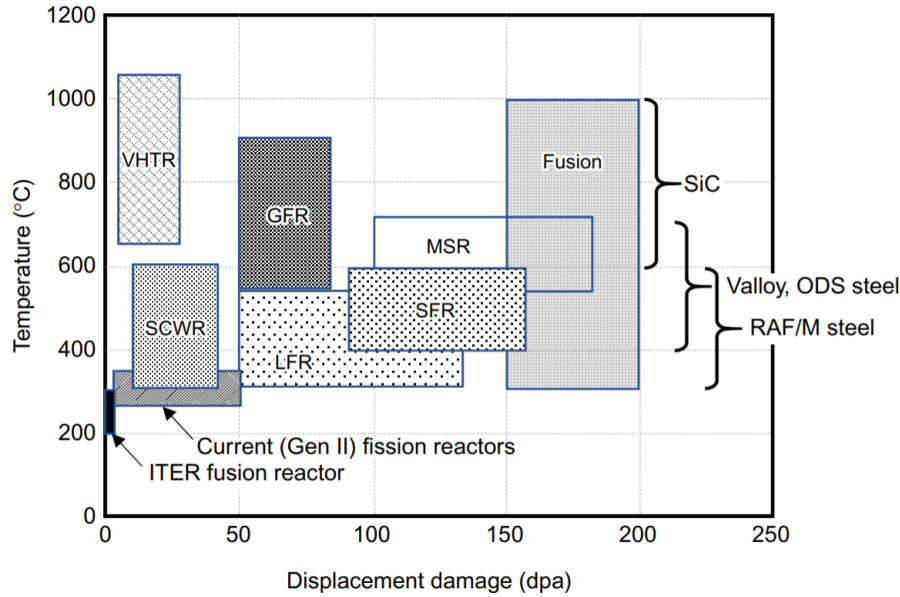 1200
1000
800
600
400
200
0
Temperature (°C)
VHTR
GFR
Fusion
SiC
MSR
Valloy, ODS steel
SFR
SCWR
RAF/M steel
LFR
Current (Gen II) fission reactors
ITER fusion reactor
0 50 100 150 200 250
Displacement damage (dpa)